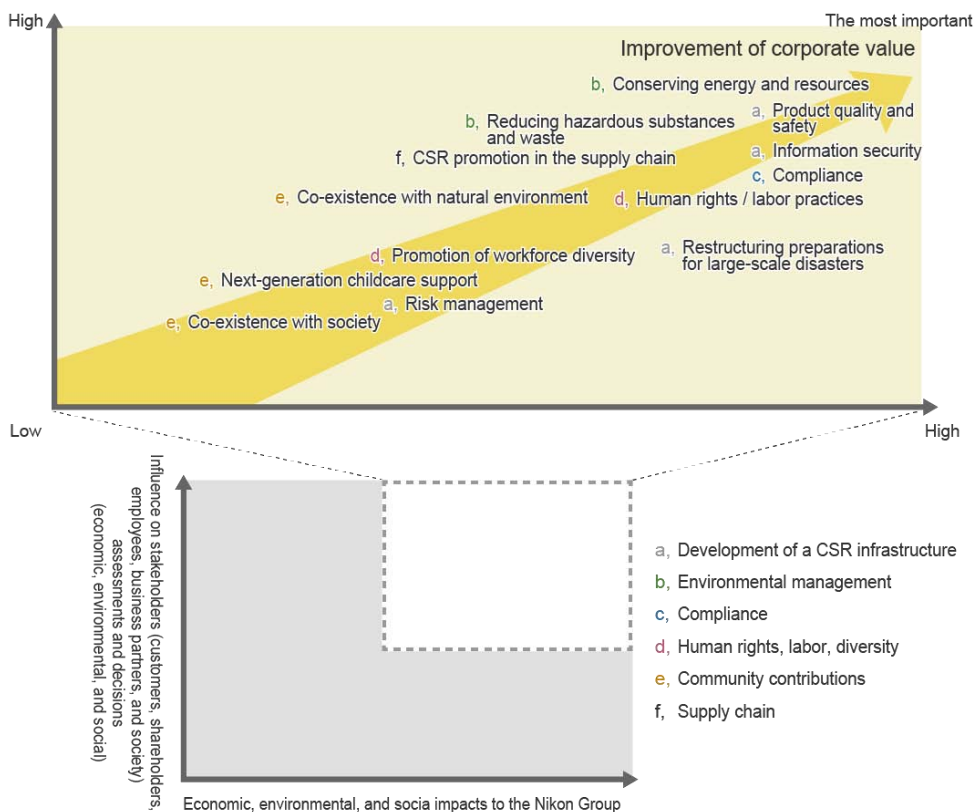 High
The most important
Improvement of corporate value
b, Conserving energy and resources
a, Product quality and
safety
b, Reducing hazardous substances
and waste
a, Information security
f, CSR promotion in the supply chain
c, Compliance
e, Co-existence with natural environment
d, Human rights / labor practices
a, Restructuring preparations
for large-scale disasters
d, Promotion of workforce diversity
e, Next-generation childcare support
a, Risk management
e, Co-existence with society
Low
High
Influence on stakeholders (customers, shareholders,
employees, business partners, and society)
assessments and decisions
(economic, environmental, and social)
a, Development of a CSR infrastructure
b, Environmental management
c, Compliance
d, Human rights, labor, diversity
e, Community contributions
f, Supply chain
Economic, environmental, and socia impacts to the Nikon Group